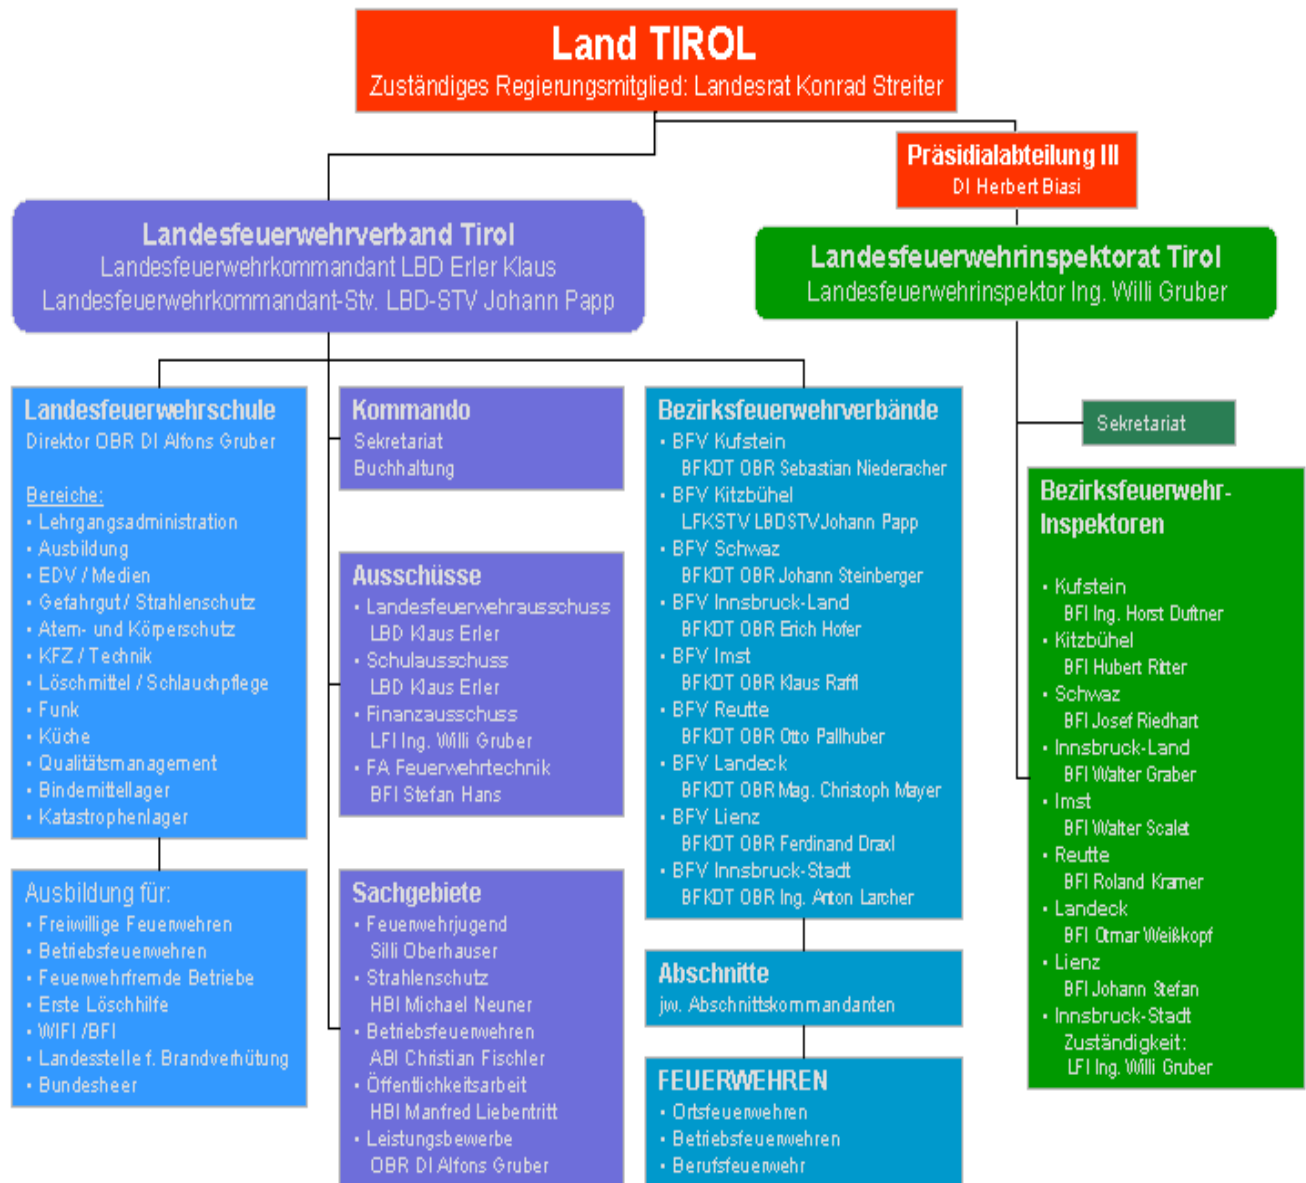 Land TIROL
Zuständiges Regierungsmitglied: Landesrat Konrad Streiter
Präsidialabteilung III
DI Herbert Biasi
Landesfeuerwehrverband Tirol
Landesfeuerwehrkommandant LBD Erler Klaus
Landesfeuerwehrkommandant-Stv. LBD-STV Johann Papp
Landesfeuerwehrinspektorat Tirol
Landesfeuerwehrinspektor Ing. Willi Gruber
Landesfeuerwehrschule
Direktor OBR DI Alfons Gruber
Bereiche:
• Lehrgangsadministration
• Ausbildung
• EDV / Medien
• Gefahrgut / Strahlenschutz
• Atem- und Körperschutz
• KFZ / Technik
• Löschmittel / Schlauchpflege
• Funk
• Küche
• Qualitätsmanagement
• Bindemittellager
• Katastrophenlager
Ausbildung für:
• Freiwillige Feuerwehren
• Betriebsfeuerwehren
• Feuerwehrfremde Betriebe
• Erste Löschhilfe
• WIFI /BFI
• Landesstelle f. Brandverhütung
• Bundesheer
Kommando
Sekretariat
Buchhaltung
Ausschüsse
• Landesfeuerwehrausschuss
LBD Klaus Erler
• Schulausschuss
LBD Klaus Erler
• Finanzausschuss
LFI Ing. Willi Gruber
• FA Feuerwehrtechnik
BFI Stefan Hans
Sachgebiete
• Feuerwehrjugend
Silli Oberhauser
• Strahlenschutz
HBI Michael Neuner
• Betriebsfeuerwehren
ABI Christian Fischler
• Öffentlichkeitsarbeit
HBI Manfred Liebentritt
• Leistungsbewerbe
OBR DI Alfons Gruber
Bezirksfeuerwehrverbände
• BFV Kufstein
BFKDT OBR Sebastian Niederacher
• BFV Kitzbühel
LFKSTV LBDSTVJohann Papp
• BFV Schwaz
BFKDT OBR Johann Steinberger
• BFV Innsbruck-Land
BFKDT OBR Erich Hofer
• BFV Imst
BFKDT OBR Klaus Raffl
• BFV Reutte
BFKDT OBR Otto Pallhuber
• BFV Landeck
BFKDT OBR Mag. Christoph Mayer
• BFV Lienz
BFKDT OBR Ferdinand Draxl
• BFV Innsbruck-Stadt
BFKDT OBR Ing. Anton Larcher
Abschnitte
jw. Abschnittskommandanten
FEUERWEHREN
• Ortsfeuerwehren
• Betriebsfeuerwehren
• Berufsfeuerwehr
Sekretariat
Bezirksfeuerwehr-
Inspektoren
• Kufstein
BFI Ing. Horst Duftner
• Kitzbühel
BFI Hubert Ritter
• Schwaz
BFI Josef Riedhart
• Innsbruck-Land
BFI Walter Graber
• Imst
BFI Walter Scalet
• Reutte
BFI Roland Kramer
• Landeck
BFI Otmar Weißkopf
• Lienz
BFI Johann Stefan
• Innsbruck-Stadt
Zuständigkeit:
LFI Ing. Willi Gruber